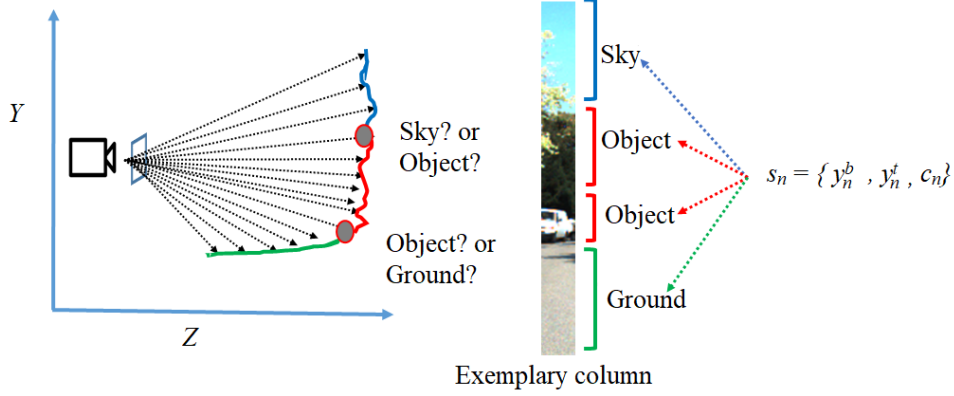 Y
Sky? or
Object?
Object? or
Ground?
Z
Sky
Object
Object
Ground
s_n = { y_n^b , y_n^t , c_n }
Exemplary column